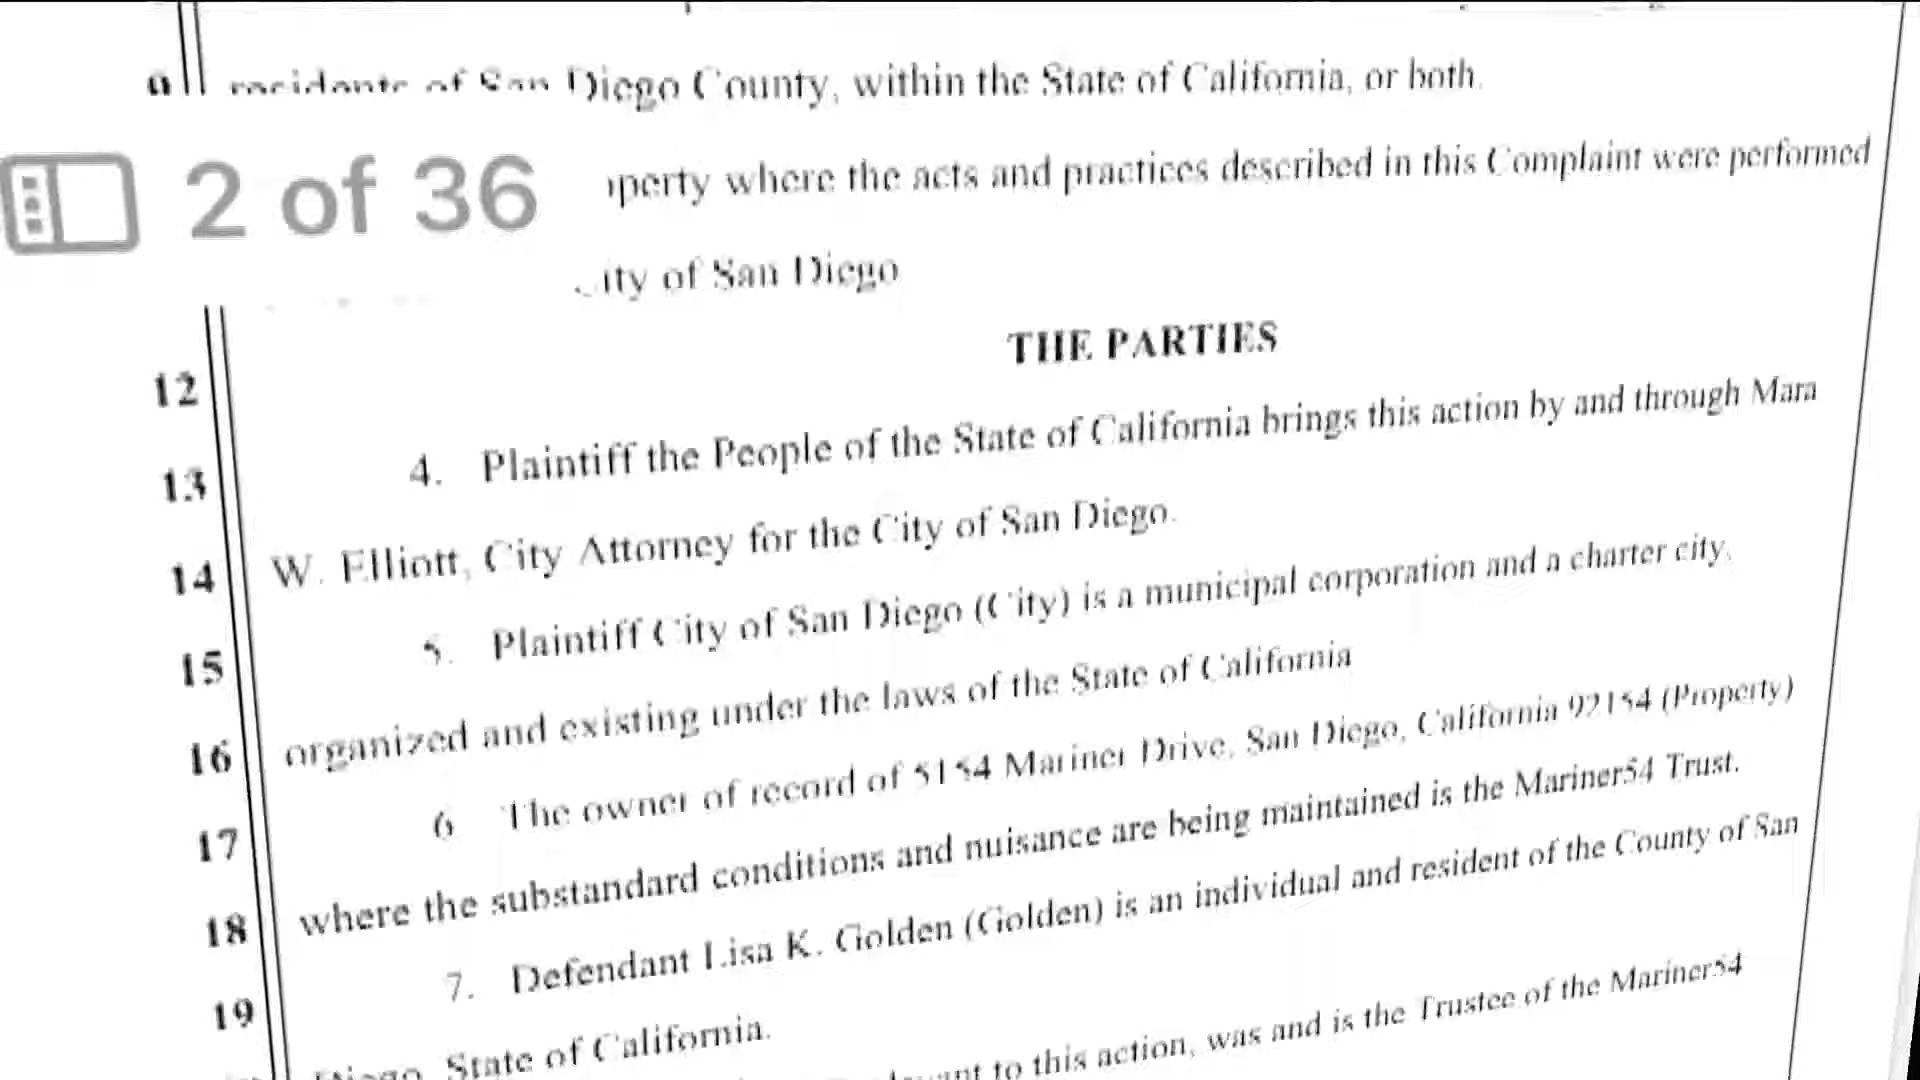 of San Diego County, within the State of California, or both.
2 of 36
where the acts and practices described in this Complaint were performed
of San Diego
THE PARTIES
12
4. Plaintiff the People of the State of California brings this action by and through Mara
13
W. Elliott, City Attorney for the City of San Diego.
14
5. Plaintiff City of San Diego (City) is a municipal corporation and a charter city,
15
organized and existing under the laws of the State of California
16
6 The owner of record of 5154 Mariner Drive, San Diego, California 92154 (Property)
17
where the substandard conditions and nuisance are being maintained is the Mariner54 Trust.
18
7. Defendant Lisa K. Golden (Golden) is an individual and resident of the County of San
19
Diego, State of California.
to this action, was and is the Trustee of the Mariner54